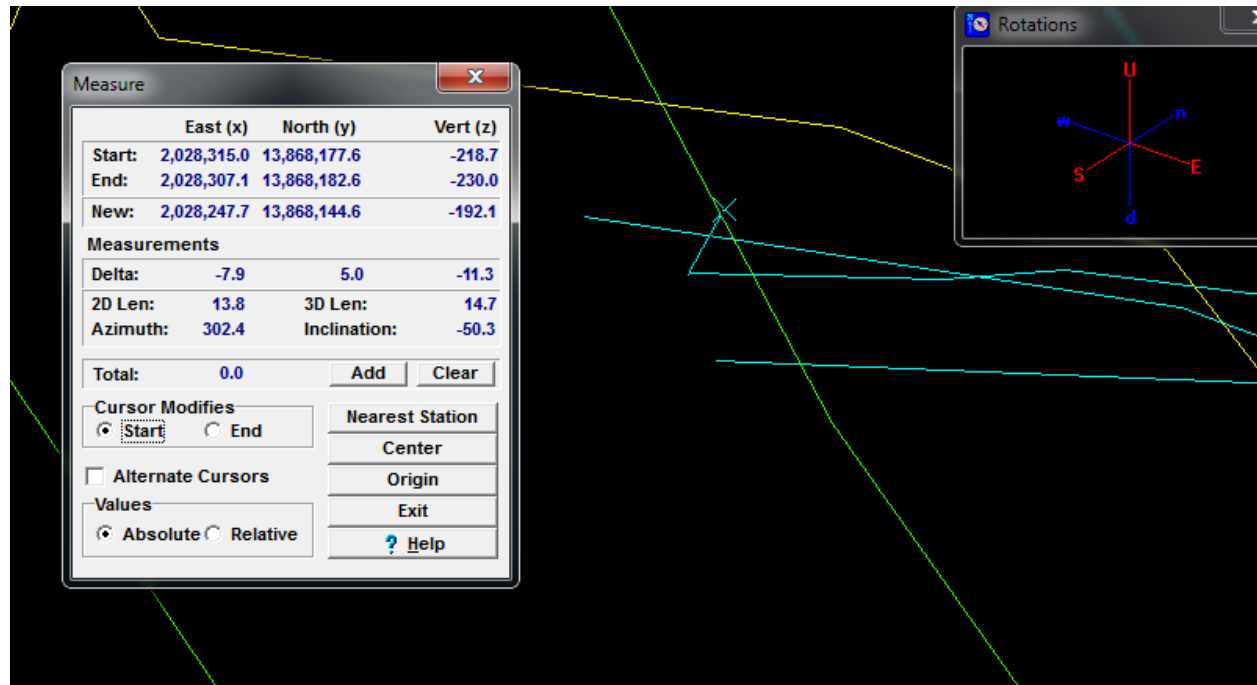 Measure
East (x) North (y) Vert (z)
Start: 2,028,315.0 13,868,177.6 -218.7
End: 2,028,307.1 13,868,182.6 -230.0
New: 2,028,247.7 13,868,144.6 -192.1
Measurements
Delta: -7.9 5.0 -11.3
2D Len: 13.8 3D Len: 14.7
Azimuth: 302.4 Inclination: -50.3
Total: 0.0 Add Clear
Cursor Modifies
Start End
Nearest Station
Center
Alternate Cursors
Origin
Values
Exit
Absolute Relative
? Help
Rotations
U
w n
S E
d